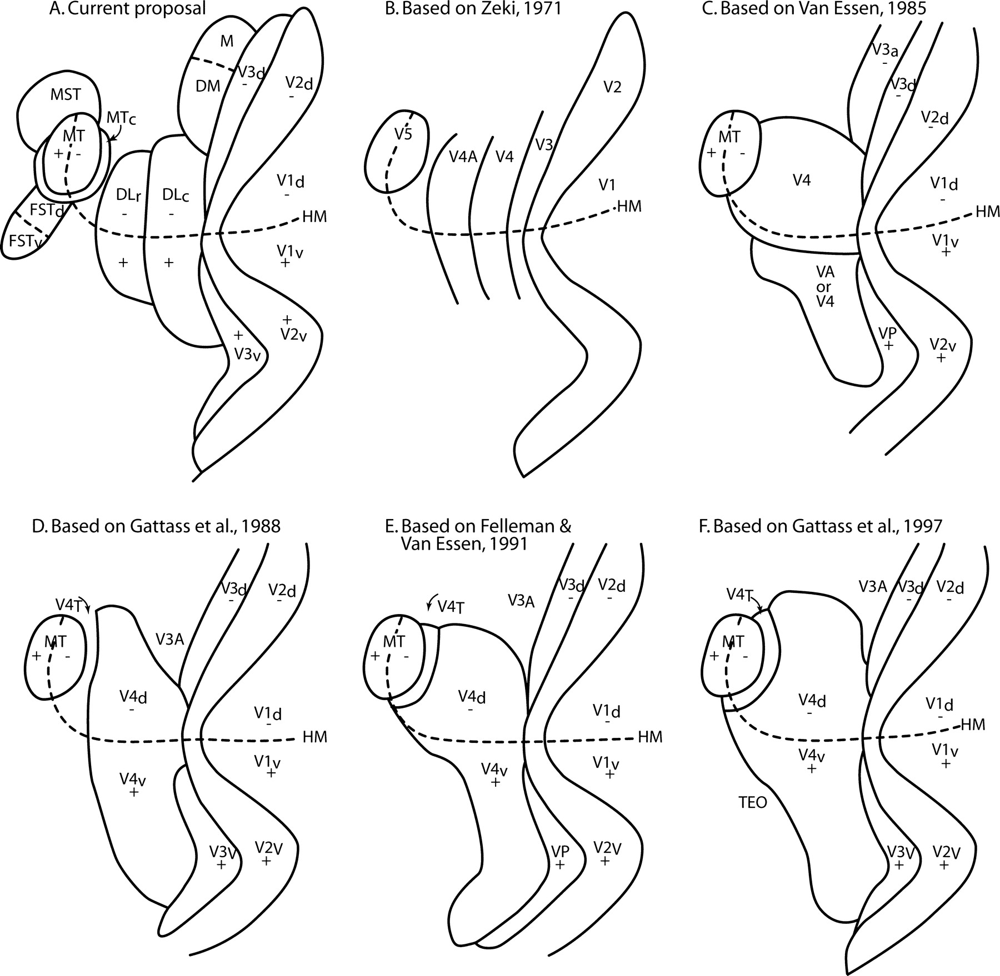 A. Current proposal
M
V3d
-
DM
V2d
-
MST
MTc
MT
+ -
V1d
-
DLr
-
DLc
-
FSTd
HM
FSTv
V1v
+
+
+
+
V2v
+
V3v
B. Based on Zeki, 1971
V2
V5
V4A
V4
V3
V1
HM
C. Based on Van Essen, 1985
V3a
-
V3d
-
V2d
-
MT
+ -
V4
V1d
-
HM
V1v
+
VA
or
V4
VP
+
V2v
+
D. Based on Gattass et al., 1988
V3d
-
V2d
-
V4T
MT
+ -
V3A
V4d
-
V1d
-
HM
V1v
+
V4v
+
V3V
+
V2V
+
E. Based on Felleman &
Van Essen, 1991
V3d
-
V2d
-
V3A
V4T
MT
+ -
V4d
-
V1d
-
HM
V4v
+
V1v
+
VP
+
V2V
+
F. Based on Gattass et al., 1997
V3A
V3d
-
V2d
-
V4T
MT
+ -
V4d
-
V1d
-
HM
V4v
+
V1v
+
TEO
V3V
+
V2V
+